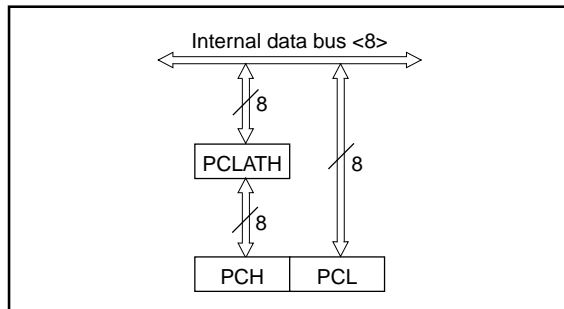 Internal data bus <8>
8
PCLATH
8
8
PCH PCL